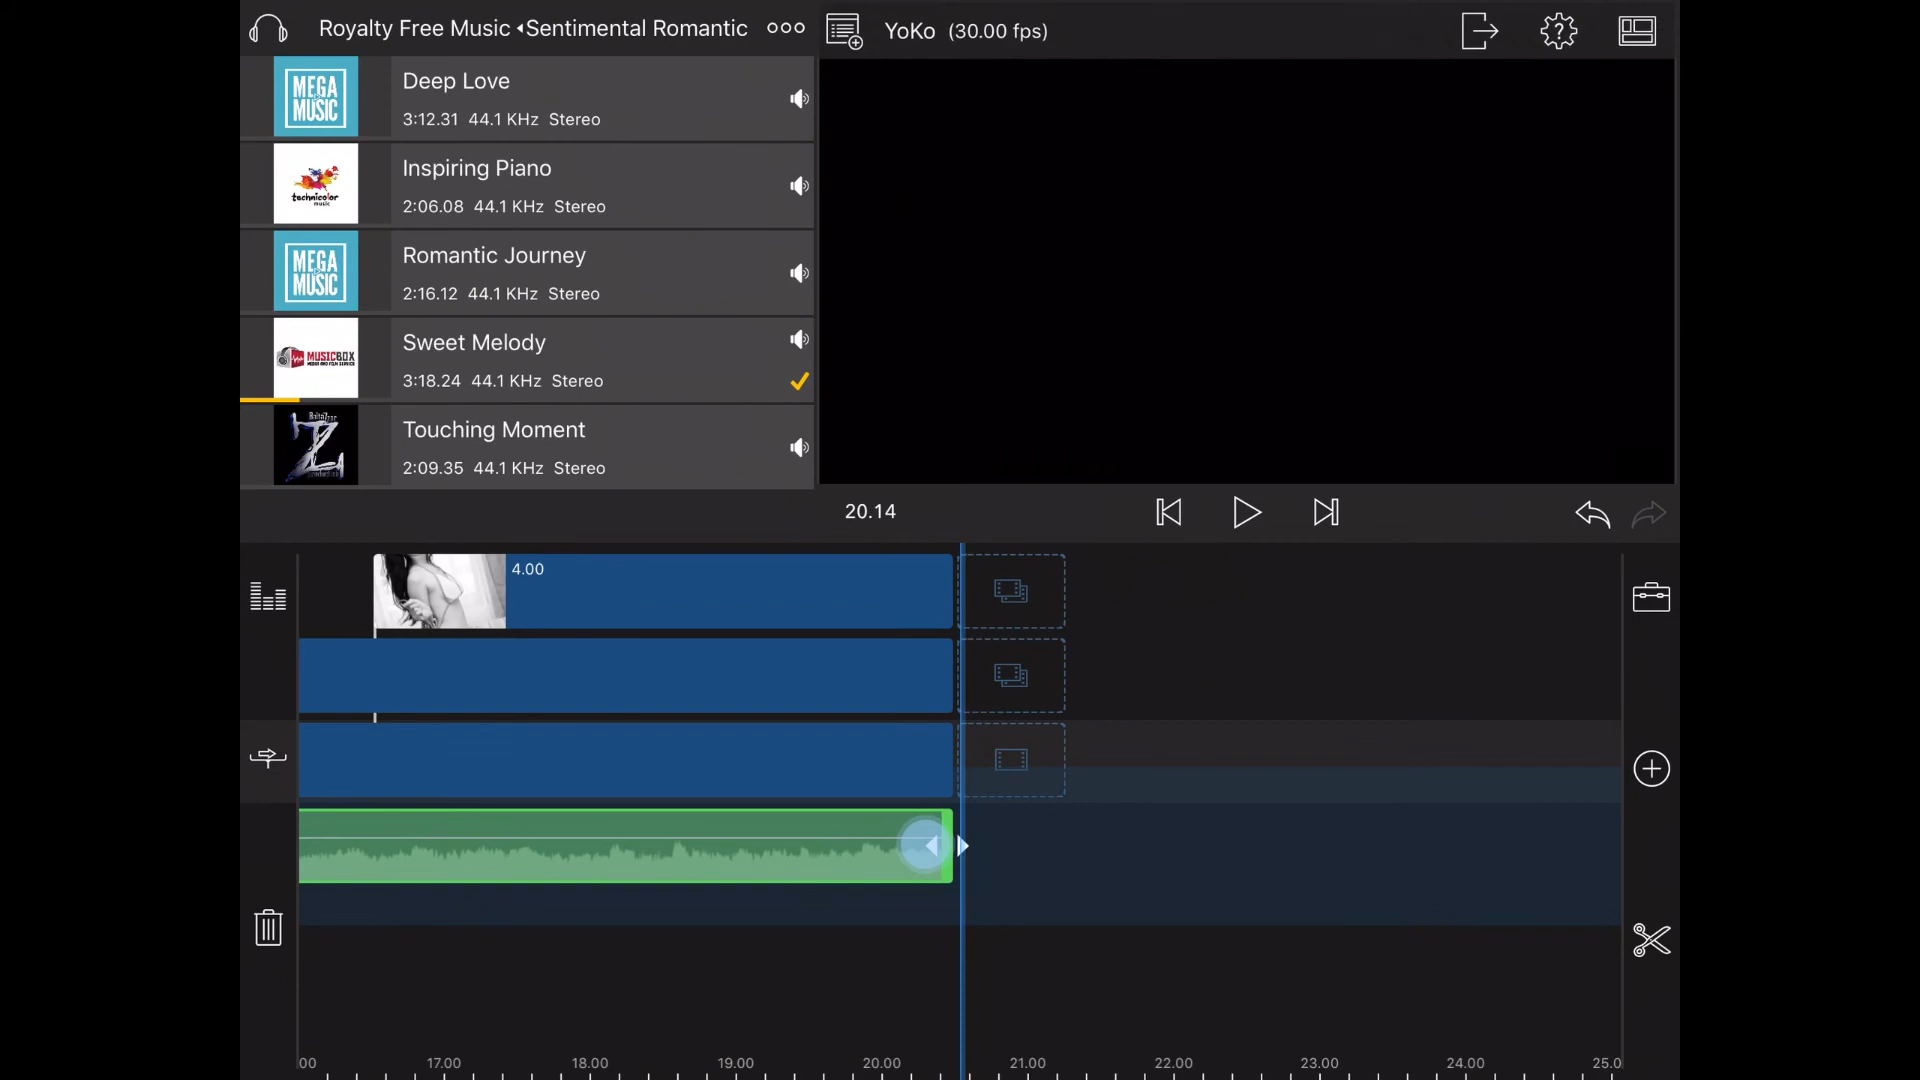 Royalty Free Music ◂Sentimental Romantic
YoKo (30.00 fps)
MEGA MUSIC
Deep Love
3:12.31 44.1 KHz Stereo
technicolor music
Inspiring Piano
2:06.08 44.1 KHz Stereo
MEGA MUSIC
Romantic Journey
2:16.12 44.1 KHz Stereo
MUSICBOX
Sweet Melody
3:18.24 44.1 KHz Stereo
Z
Touching Moment
2:09.35 44.1 KHz Stereo
20.14
4.00
00 17.00 18.00 19.00 20.00 21.00 22.00 23.00 24.00 25.0